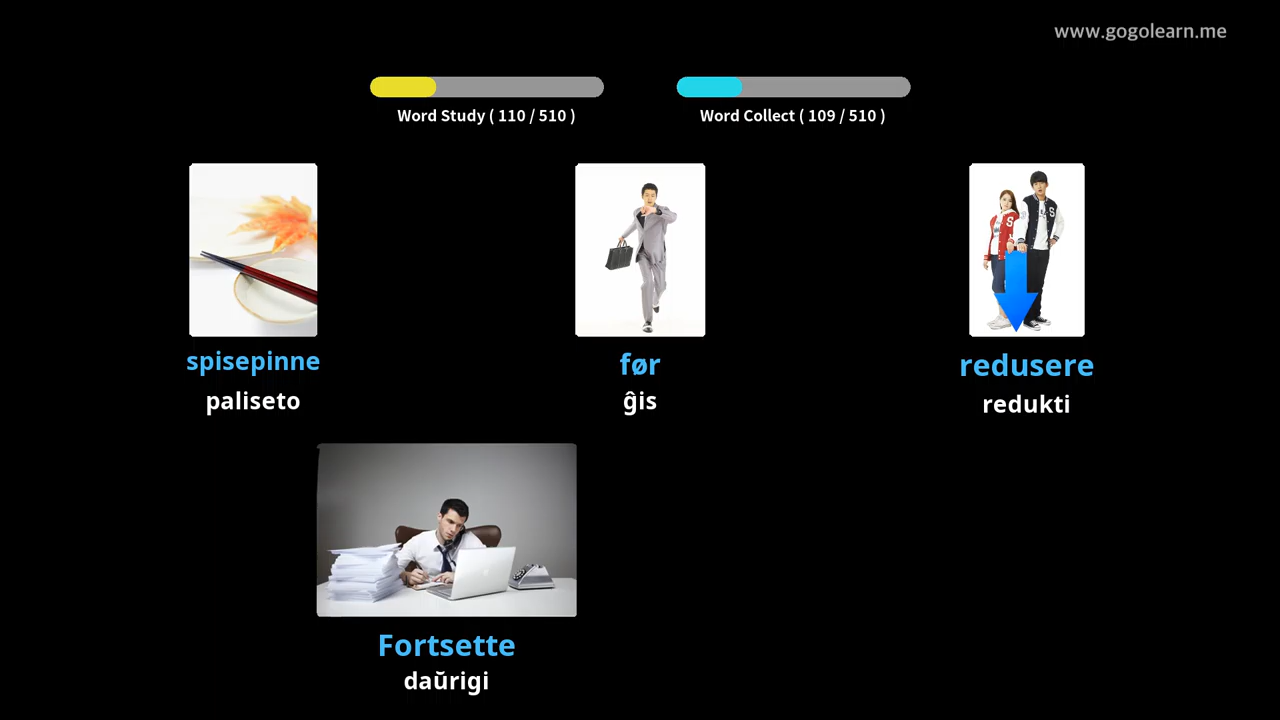 www.gogolearn.me
Word Study ( 110 / 510 )
Word Collect ( 109 / 510 )
S
S
spisepinne
før
redusere
paliseto
ĝis
redukti
Fortsette
daŭrigi